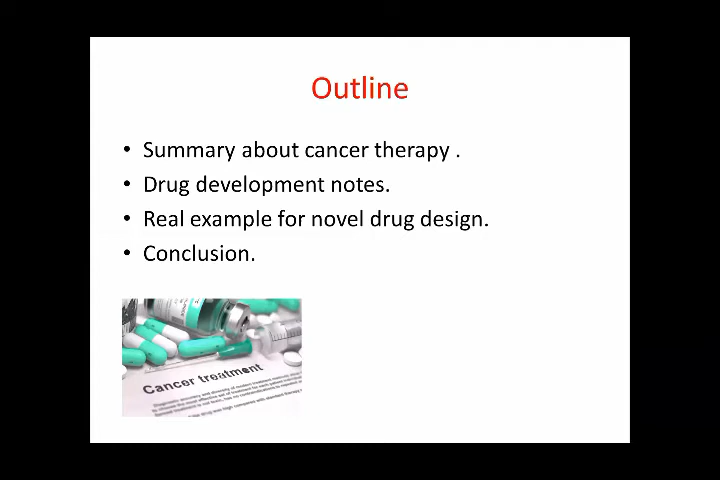 Outline
• Summary about cancer therapy .
• Drug development notes.
• Real example for novel drug design.
• Conclusion.
Cancer treatment